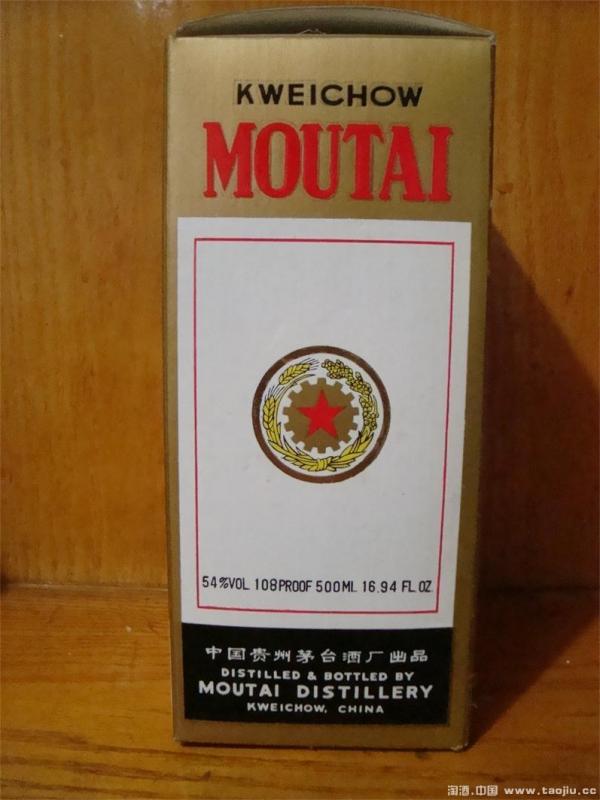 KWEICHOW
MOUTAI
54%VOL 108PROOF 500ML 16.94 FL OZ
中国贵州茅台酒厂出品
DISTILLED & BOTTLED BY
MOUTAI DISTILLERY
KWEICHOW, CHINA
淘酒.中国 www.taojiu.cc